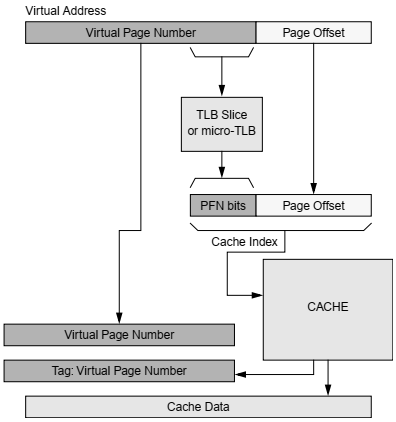 Virtual Address
Virtual Page Number
Page Offset
TLB Slice
or micro-TLB
PFN bits
Page Offset
Cache Index
CACHE
Virtual Page Number
Tag: Virtual Page Number
Cache Data